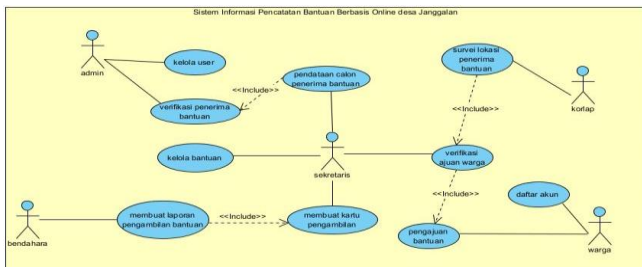 Sistem Informasi Pencatatan Bantuan Berbasis Online desa Janggalan
admin
kelola user
verifikasi penerima
bantuan
<<Include>>
pendataan calon
penerima bantuan
survei lokasi
penerima
bantuan
korlap
<<Include>>
kelola bantuan
sekretaris
verifikasi
ajuan warga
<<Include>>
bendahara
membuat laporan
pengambilan bantuan
<<Include>>
membuat kartu
pengambilan
pengajuan
bantuan
daftar akun
warga